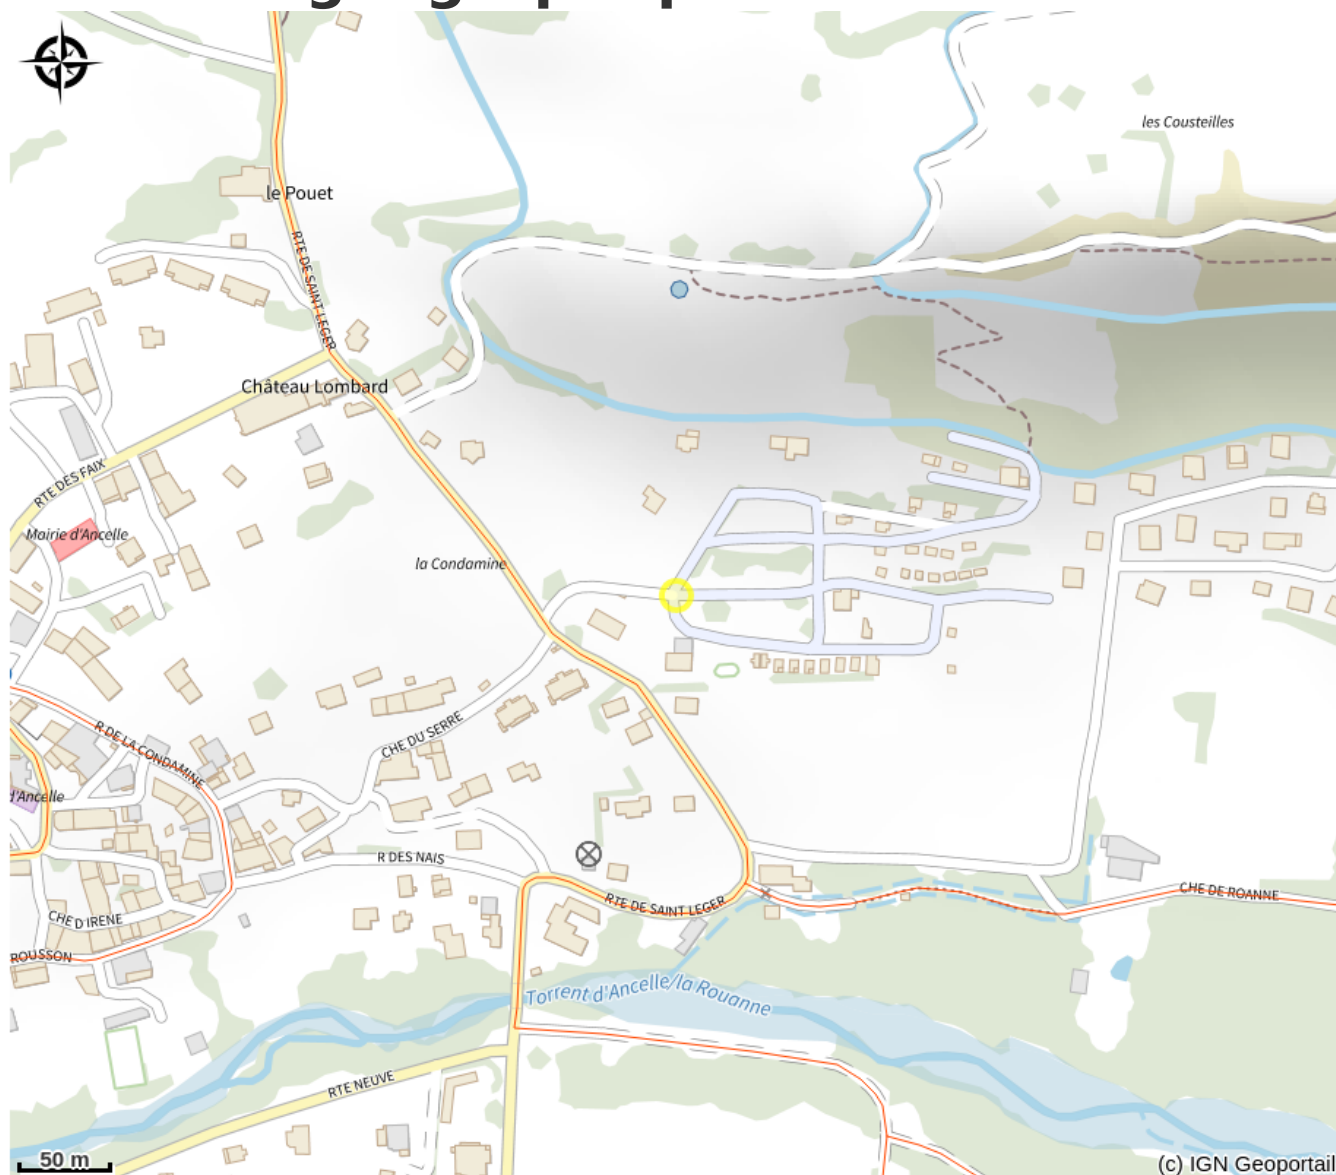 les Cousteilles
le Pouet
RTE DE SAINT LEGER
Château Lombard
RTE DES FAIX
Mairie d'Ancelle
la Condamine
R DE LA CONDAMINE
CHE DU SERRE
d'Ancelle
R DES NAIS
CHE DE ROANNE
RTE DE SAINT LEGER
CHE D'IRENE
ROUSSON
Torrent d'Ancelle/la Rouanne
RTE NEUVE
50 m
(c) IGN Geoportail